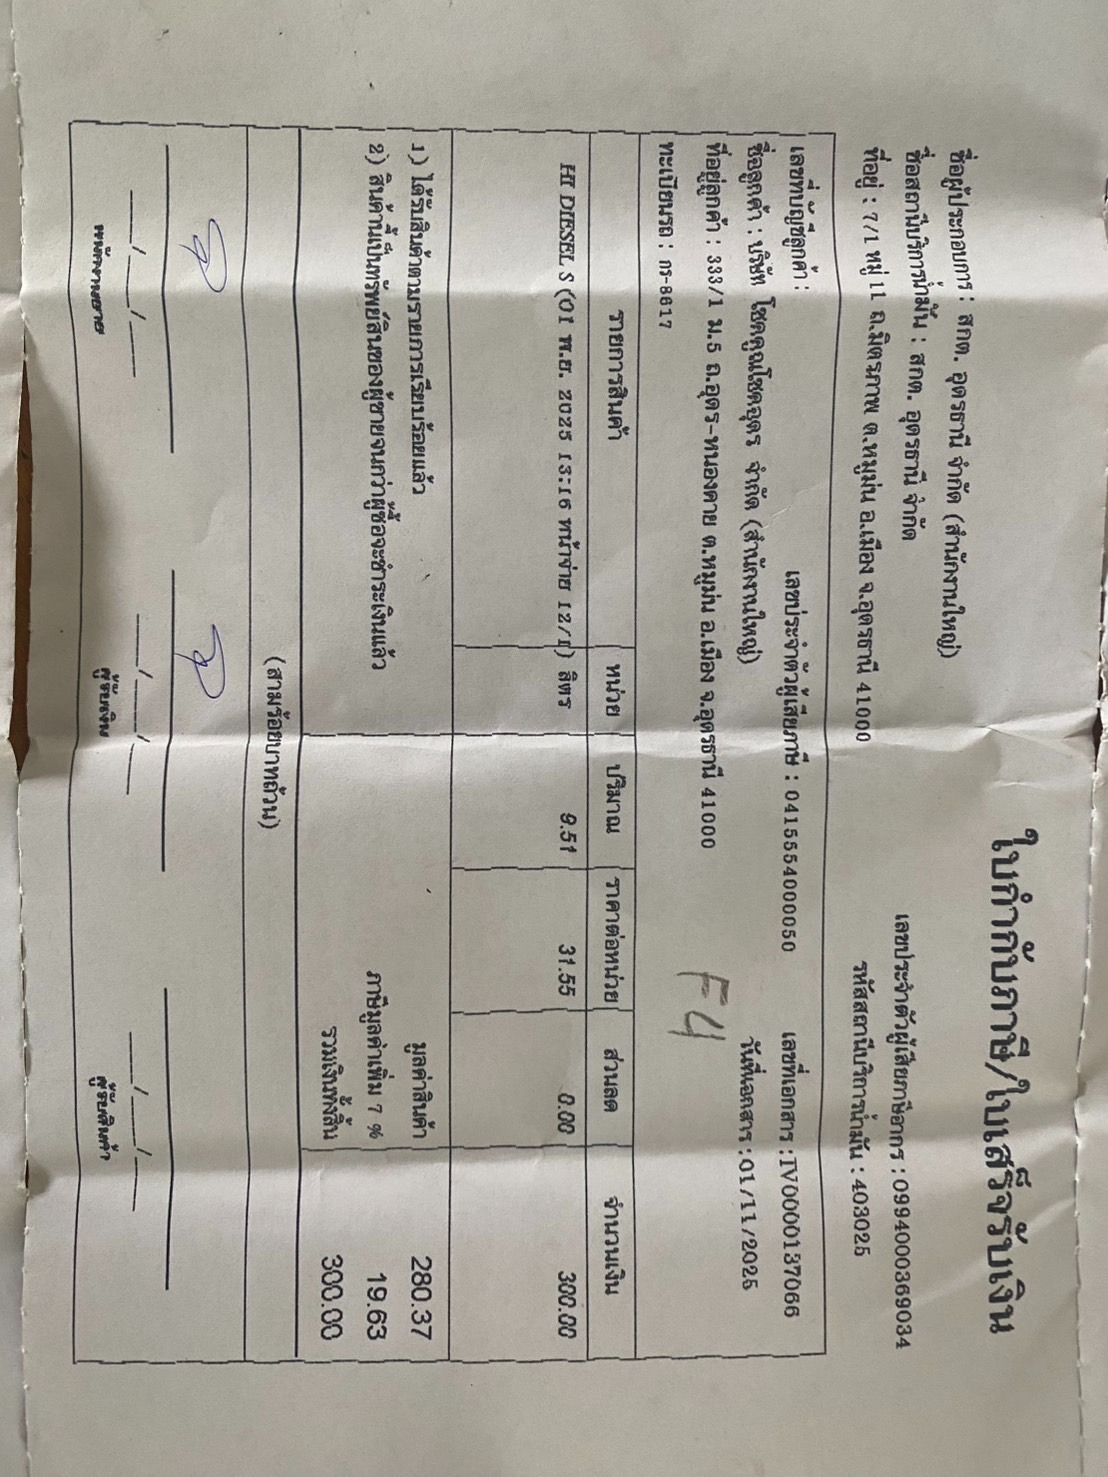 ใบกำกับภาษี/ใบเสร็จรับเงิน
ชื่อผู้ประกอบการ : สกต. อุดรธานี จำกัด (สำนักงานใหญ่) เลขประจำตัวผู้เสียภาษีอากร : 0994000369034
ชื่อสถานีบริการน้ำมัน : สกต. อุดรธานี จำกัด รหัสสถานีบริการน้ำมัน : 403025
ที่อยู่ : 7/1 หมู่ 11 ถ.มิตรภาพ ต.หมูม่น อ.เมือง จ.อุดรธานี 41000
เลขที่บัญชีลูกค้า : เลขประจำตัวผู้เสียภาษี : 0415554000050 เลขที่เอกสาร : IV0000137066
ชื่อลูกค้า : บริษัท โชคคูณโชคอุดร จำกัด (สำนักงานใหญ่) วันที่เอกสาร : 01/11/2025
ที่อยู่ลูกค้า : 333/1 ม.5 ถ.อุดร-หนองคาย ต.หมูม่น อ.เมือง จ.อุดรธานี 41000
F4
ทะเบียนรถ : กร-8617
รายการสินค้า หน่วย ปริมาณ ราคาต่อหน่วย ส่วนลด จำนวนเงิน
HI DIESEL S (01 พ.ย. 2025 13:16 หน้าจ่าย 12/1) ลิตร 9.51 31.55 0.00 300.00
1) ได้รับสินค้าตามรายการเรียบร้อยแล้ว มูลค่าสินค้า 280.37
2) สินค้านี้เป็นทรัพย์สินของผู้ขายจนกว่าผู้ซื้อจะชำระเงินแล้ว ภาษีมูลค่าเพิ่ม 7 % 19.63
รวมเงินทั้งสิ้น 300.00
(สามร้อยบาทถ้วน)
___/___/___ ___/___/___ ___/___/___
พนักงานขาย ผู้รับเงิน ผู้รับสินค้า